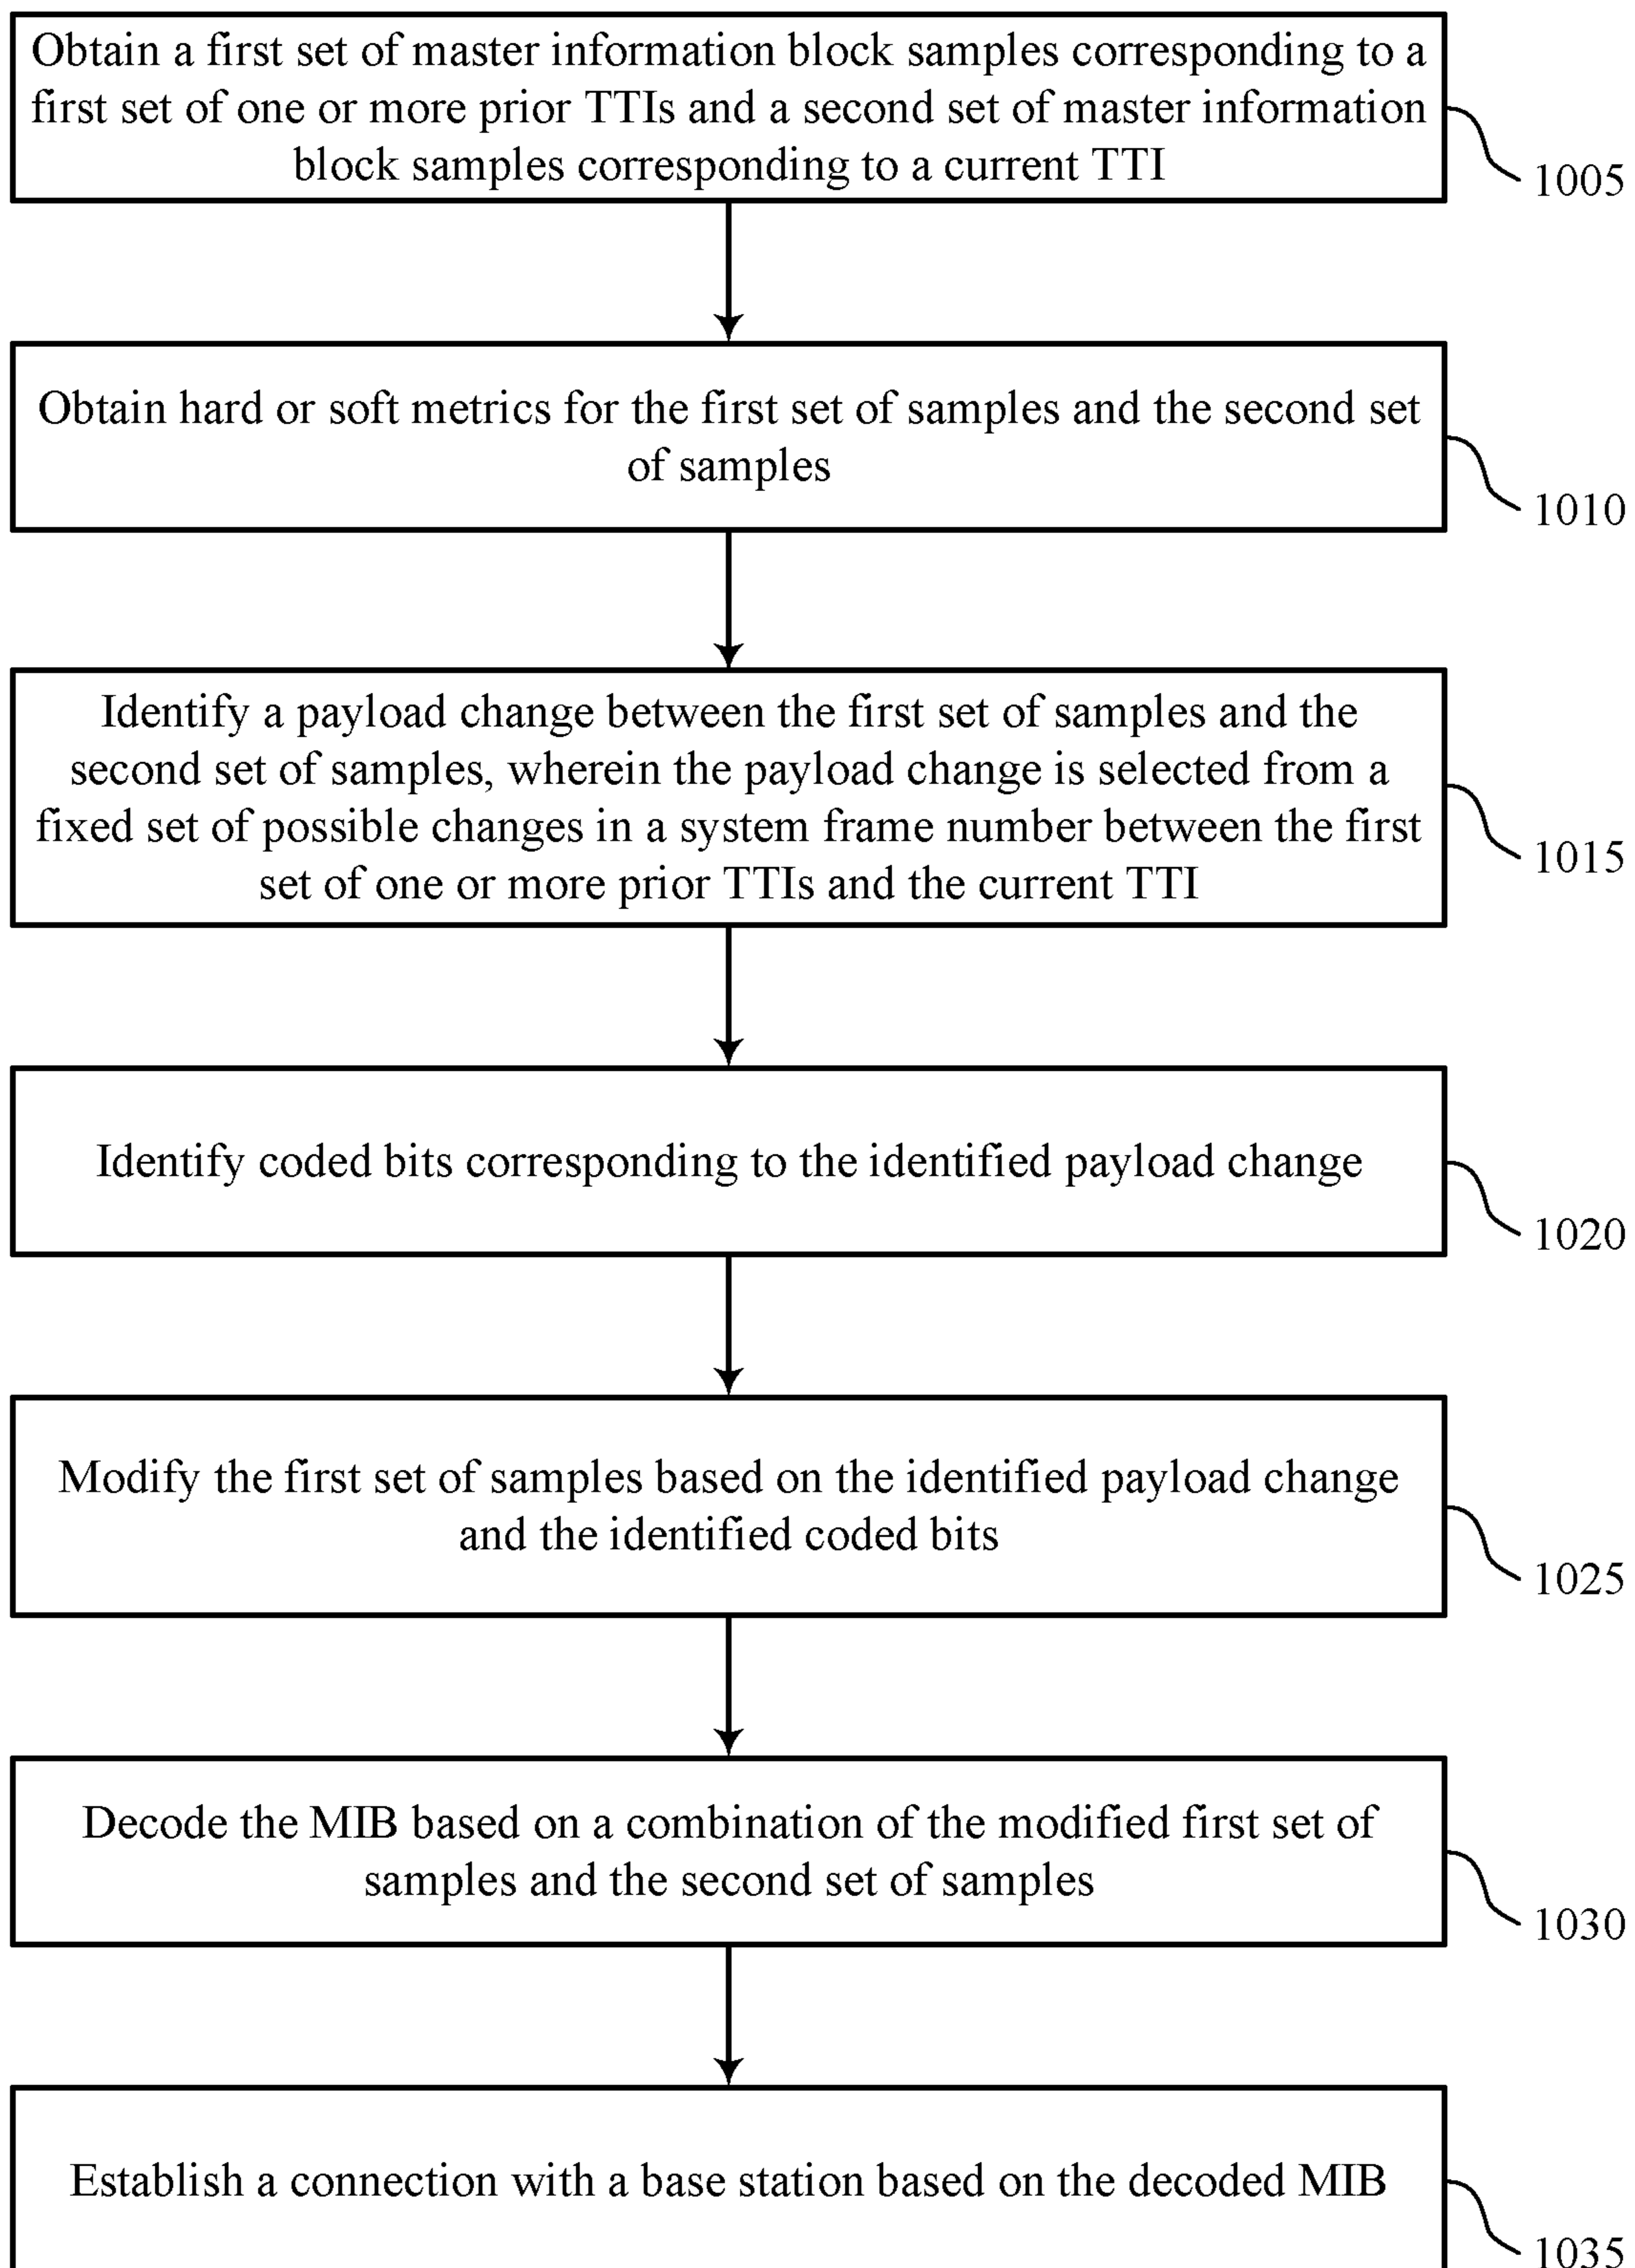 Obtain a first set of master information block samples corresponding to a
first set of one or more prior TTIs and a second set of master information
block samples corresponding to a current TTI
1005
Obtain hard or soft metrics for the first set of samples and the second set
of samples
1010
Identify a payload change between the first set of samples and the
second set of samples, wherein the payload change is selected from a
fixed set of possible changes in a system frame number between the first
set of one or more prior TTIs and the current TTI
1015
Identify coded bits corresponding to the identified payload change
1020
Modify the first set of samples based on the identified payload change
and the identified coded bits
1025
Decode the MIB based on a combination of the modified first set of
samples and the second set of samples
1030
Establish a connection with a base station based on the decoded MIB
1035